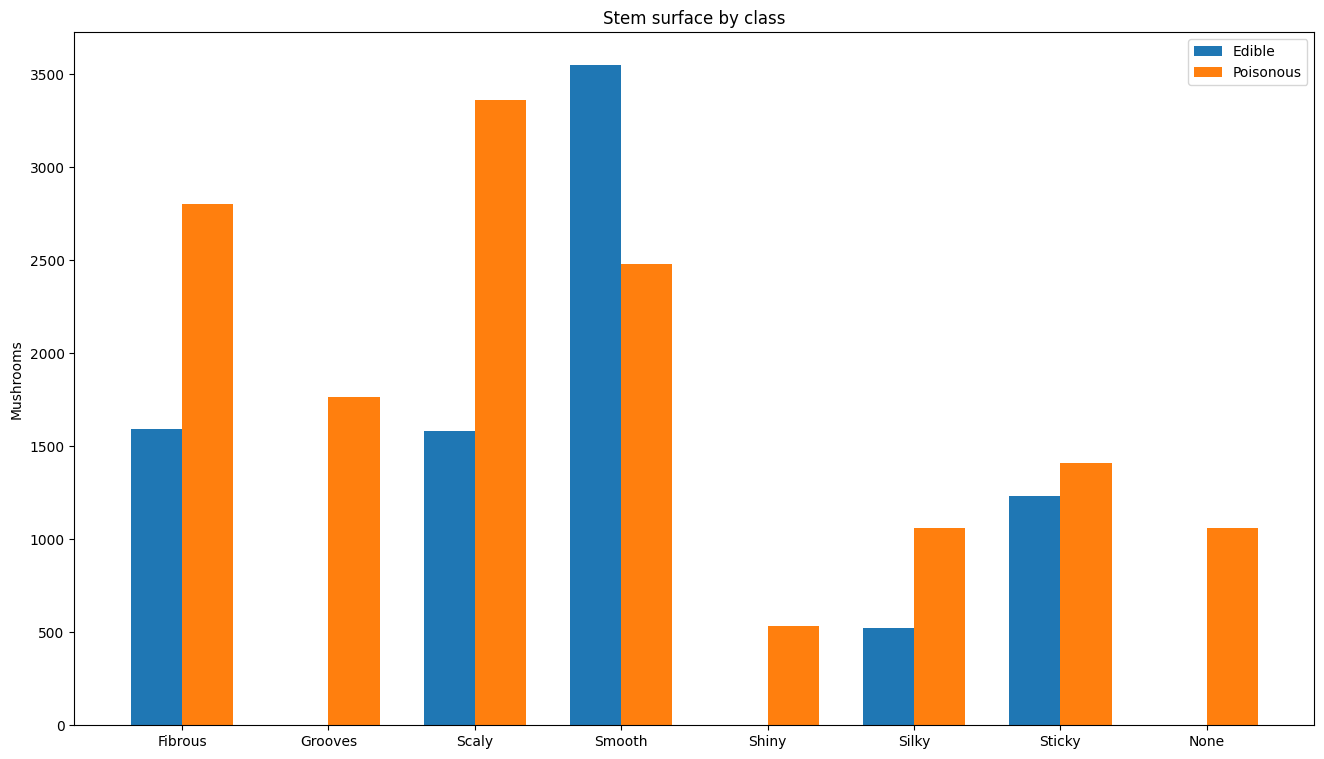 Stem surface by class
Edible
Poisonous
Mushrooms
3500
3000
2500
2000
1500
1000
500
0
Fibrous Grooves Scaly Smooth Shiny Silky Sticky None